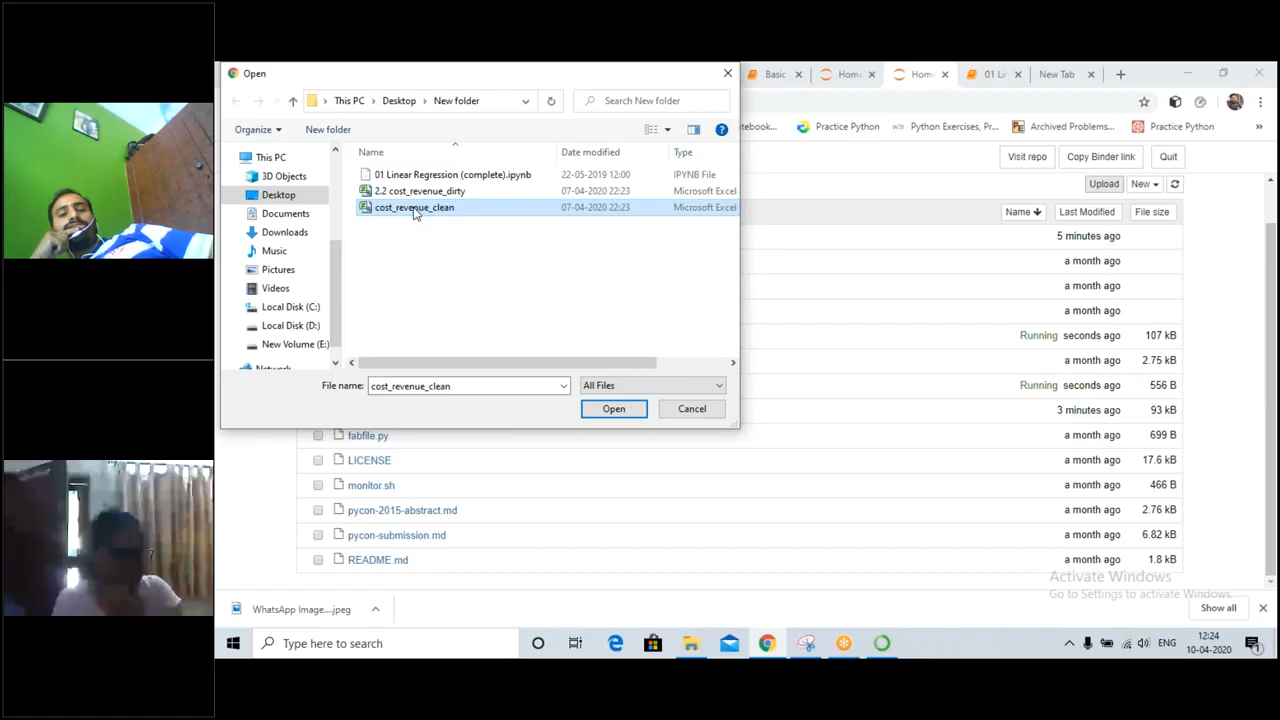 Open
Basic
Home
Home
01 Li
New Tab
This PC
Desktop
New folder
Search New folder
Organize
New folder
This PC
3D Objects
Desktop
Documents
Downloads
Music
Pictures
Videos
Local Disk (C:)
Local Disk (D:)
New Volume (E:)
Network
Name
Date modified
Type
01 Linear Regression (complete).ipynb
22-05-2019 12:00
IPYNB File
2.2 cost_revenue_dirty
07-04-2020 22:23
Microsoft Excel
cost_revenue_clean
07-04-2020 22:23
Microsoft Excel
File name:
cost_revenue_clean
All Files
Open
Cancel
otebook...
Practice Python
Python Exercises, Pr...
Archived Problems...
Practice Python
»
Visit repo
Copy Binder link
Quit
Upload
New
Name
Last Modified
File size
5 minutes ago
a month ago
a month ago
a month ago
Running seconds ago 107 kB
a month ago 2.75 kB
Running seconds ago 556 B
3 minutes ago 93 kB
fabfile.py a month ago 699 B
LICENSE a month ago 17.6 kB
monitor.sh a month ago 466 B
pycon-2015-abstract.md a month ago 2.76 kB
pycon-submission.md a month ago 6.82 kB
README.md a month ago 1.8 kB
Activate Windows
Go to Settings to activate Windows.
WhatsApp Image....jpeg
Show all
Type here to search
ENG
12:24
10-04-2020